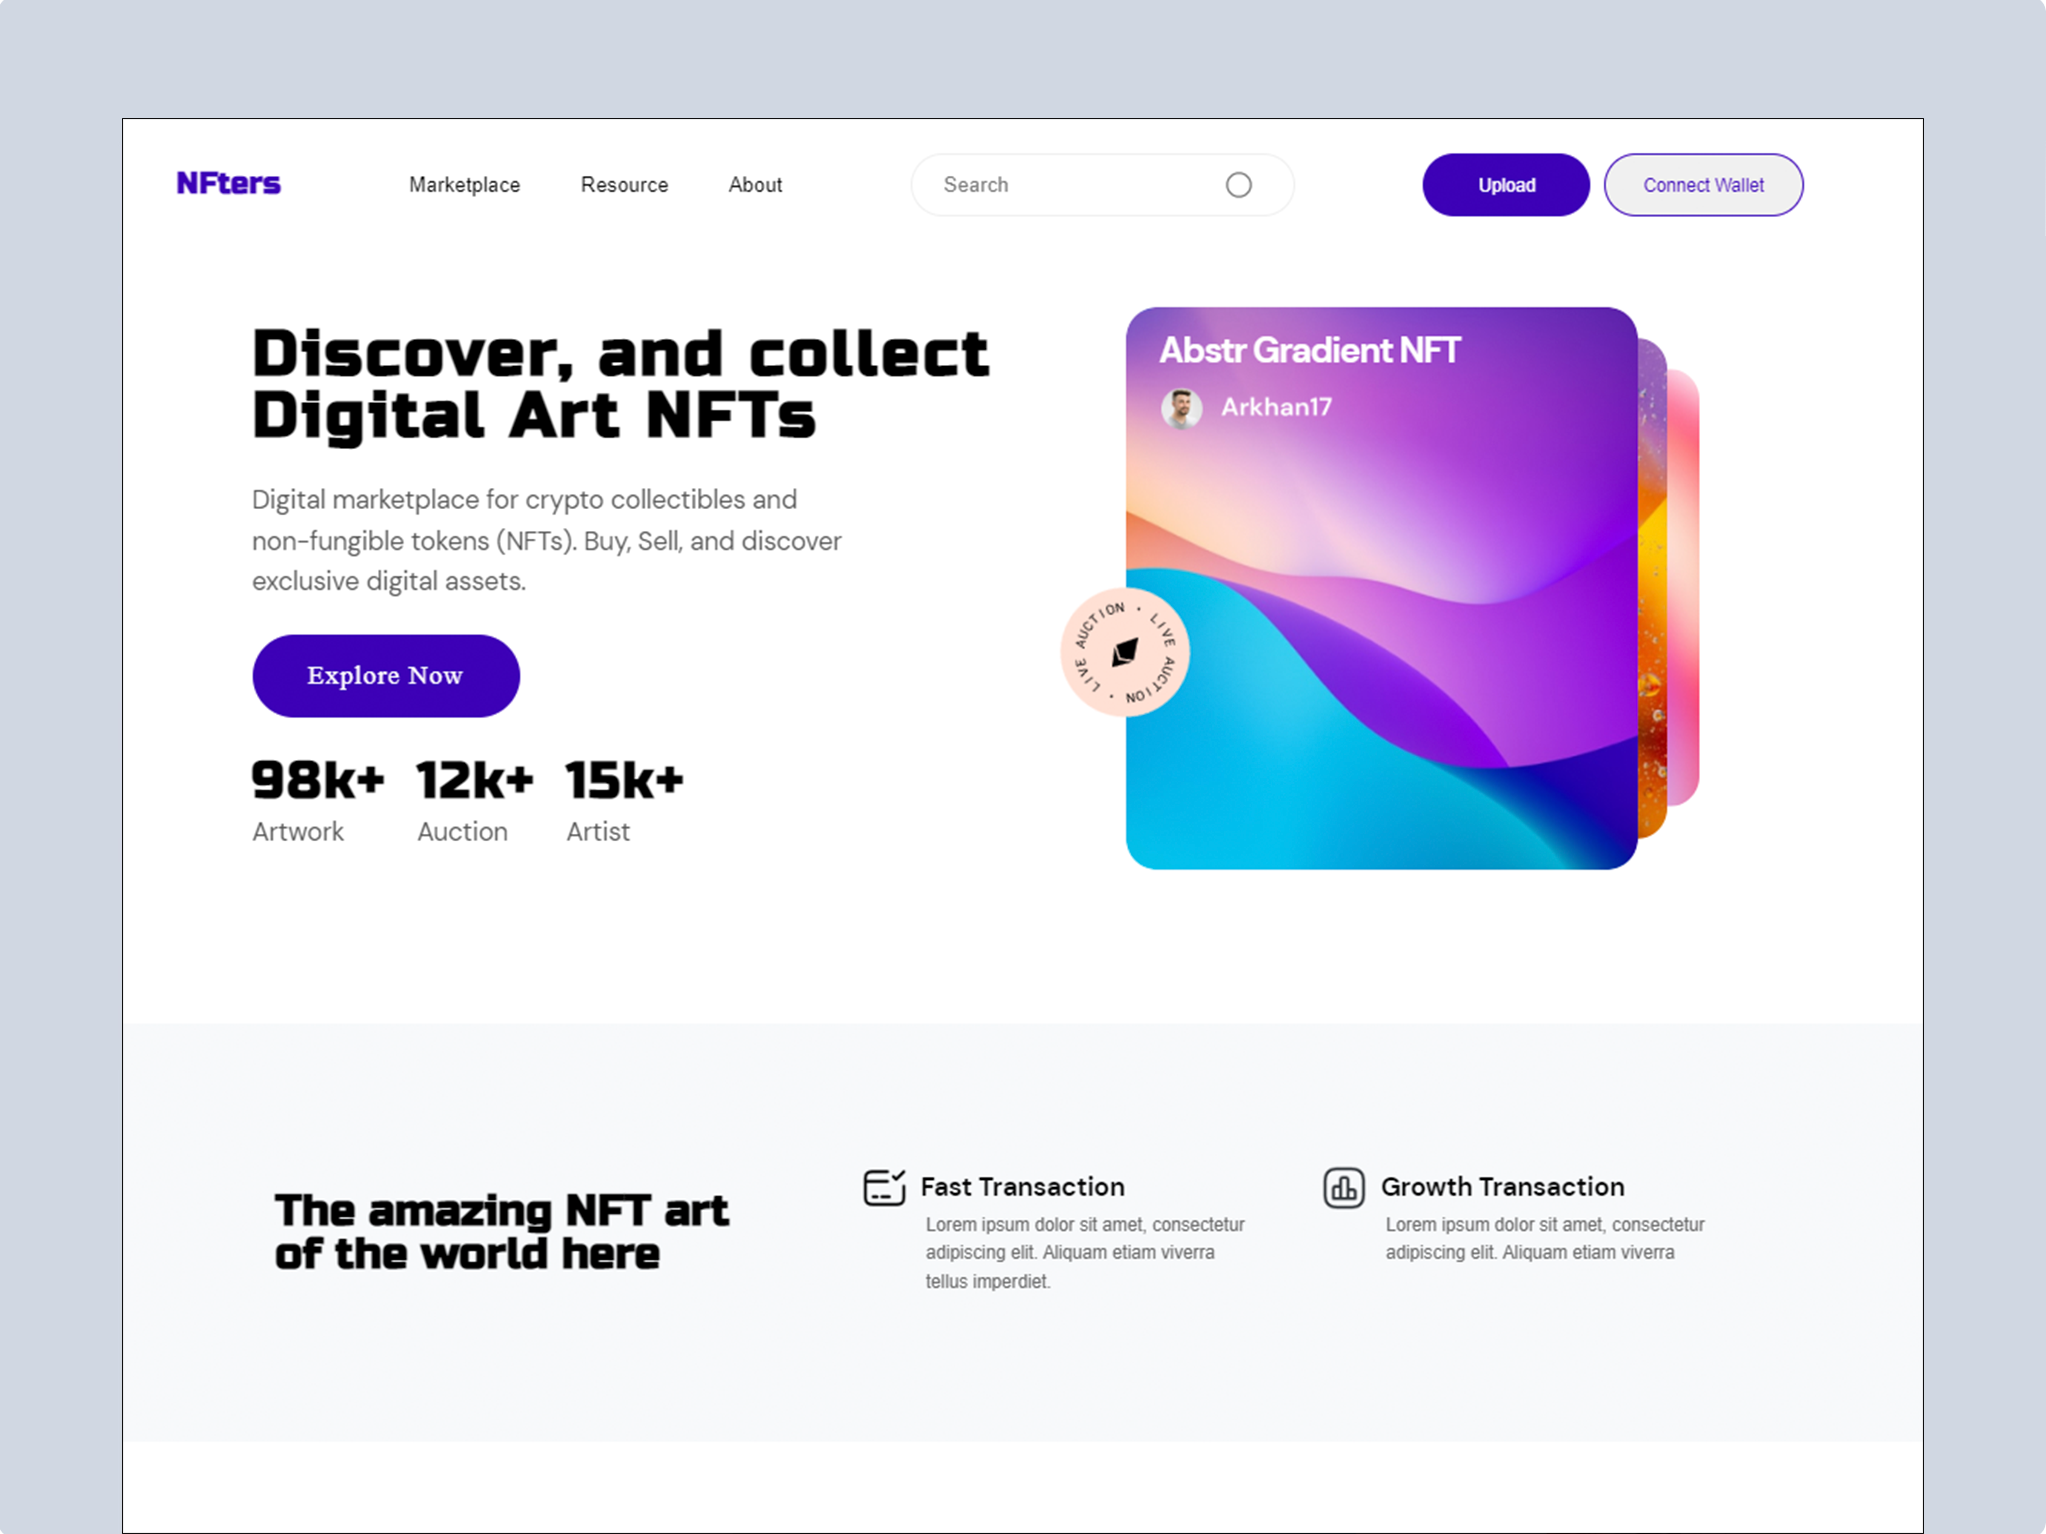 NFters
Marketplace
Resource
About
Search
Upload
Connect Wallet
Discover, and collect
Digital Art NFTs
Digital marketplace for crypto collectibles and
non-fungible tokens (NFTs). Buy, Sell, and discover
exclusive digital assets.
Explore Now
98k+
Artwork
12k+
Auction
15k+
Artist
Abstr Gradient NFT
Arkhan17
LIVE AUCTION • LIVE AUCTION •
The amazing NFT art
of the world here
Fast Transaction
Lorem ipsum dolor sit amet, consectetur
adipiscing elit. Aliquam etiam viverra
tellus imperdiet.
Growth Transaction
Lorem ipsum dolor sit amet, consectetur
adipiscing elit. Aliquam etiam viverra